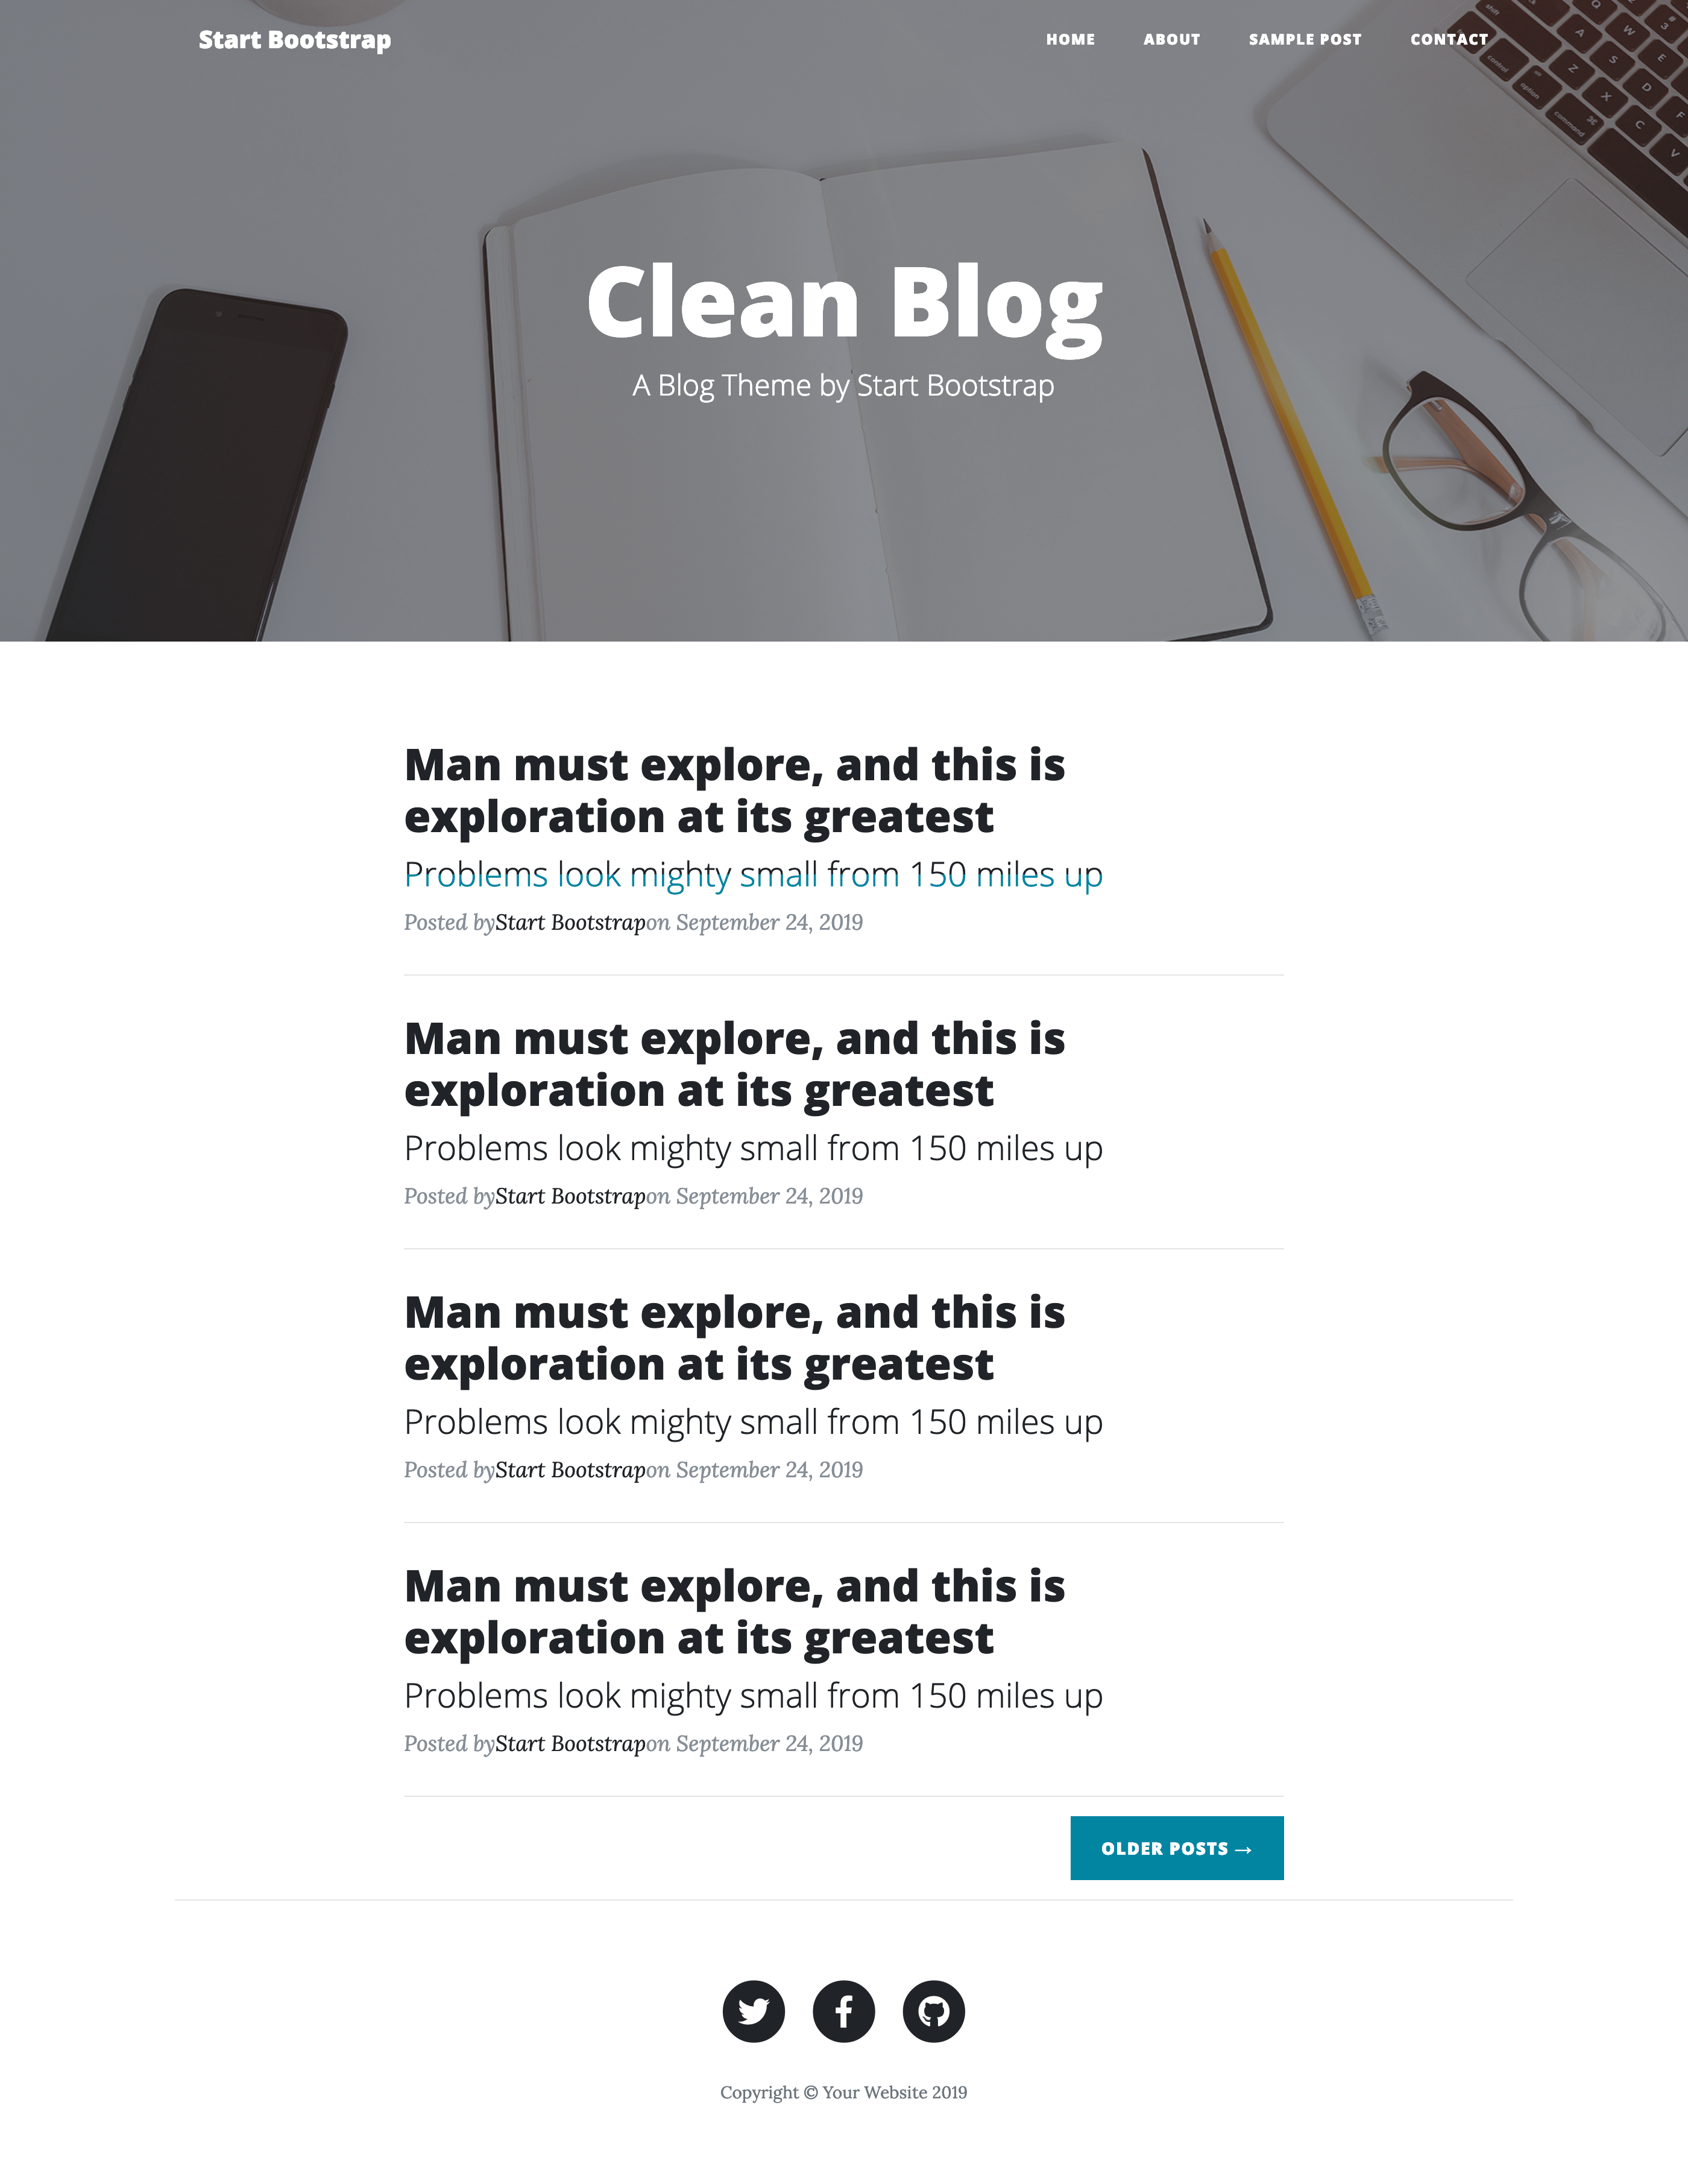 Start Bootstrap
HOME ABOUT SAMPLE POST CONTACT
Clean Blog
A Blog Theme by Start Bootstrap
Man must explore, and this is
exploration at its greatest
Problems look mighty small from 150 miles up
Posted byStart Bootstrapon September 24, 2019
Man must explore, and this is
exploration at its greatest
Problems look mighty small from 150 miles up
Posted byStart Bootstrapon September 24, 2019
Man must explore, and this is
exploration at its greatest
Problems look mighty small from 150 miles up
Posted byStart Bootstrapon September 24, 2019
Man must explore, and this is
exploration at its greatest
Problems look mighty small from 150 miles up
Posted byStart Bootstrapon September 24, 2019
OLDER POSTS →
Copyright © Your Website 2019